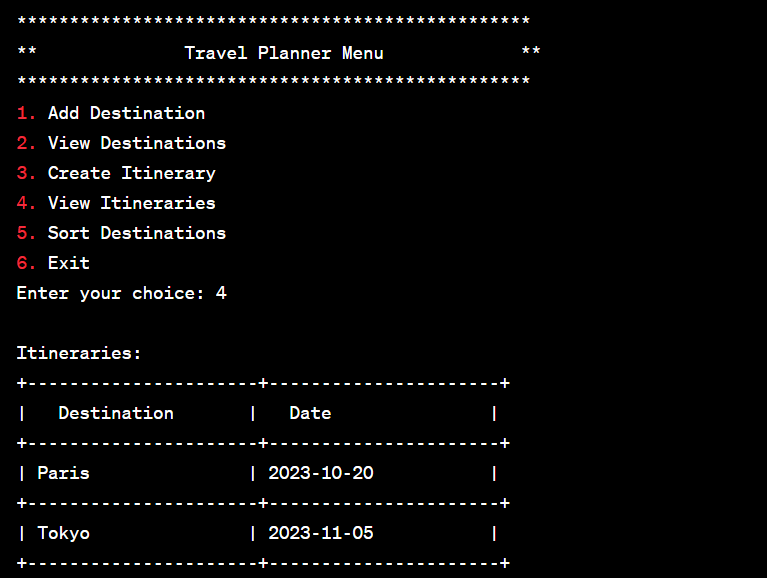 *************************************************
**              Travel Planner Menu             **
*************************************************
1. Add Destination
2. View Destinations
3. Create Itinerary
4. View Itineraries
5. Sort Destinations
6. Exit
Enter your choice: 4
Itineraries:
+----------------------+----------------------+
|   Destination       |   Date               |
+----------------------+----------------------+
| Paris               | 2023-10-20           |
+----------------------+----------------------+
| Tokyo               | 2023-11-05           |
+----------------------+----------------------+